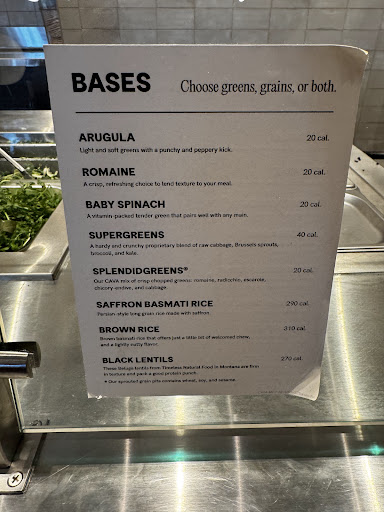 BASES
Choose greens, grains, or both.
ARUGULA 20 cal.
Light and soft greens with a punchy and peppery kick.
ROMAINE 20 cal.
A crisp, refreshing choice to lend texture to your meal.
BABY SPINACH 20 cal.
A vitamin-packed tender green that pairs well with any main.
SUPERGREENS 40 cal.
A hardy and crunchy proprietary blend of raw cabbage, Brussels sprouts,
broccoli, and kale.
SPLENDIDGREENS® 20 cal.
Our CAVA mix of crisp chopped greens: romaine, radicchio, escarole,
chicory-endive, and cabbage.
SAFFRON BASMATI RICE 290 cal.
Persian-style long grain rice made with saffron.
BROWN RICE 310 cal.
Brown basmati rice that offers just a little bit of welcomed chew,
and a lightly nutty flavor.
BLACK LENTILS 270 cal.
These Beluga lentils from Timeless Natural Food in Montana are firm
in texture and pack a good protein punch.
Our sprouted grain pita contains wheat, soy, and sesame